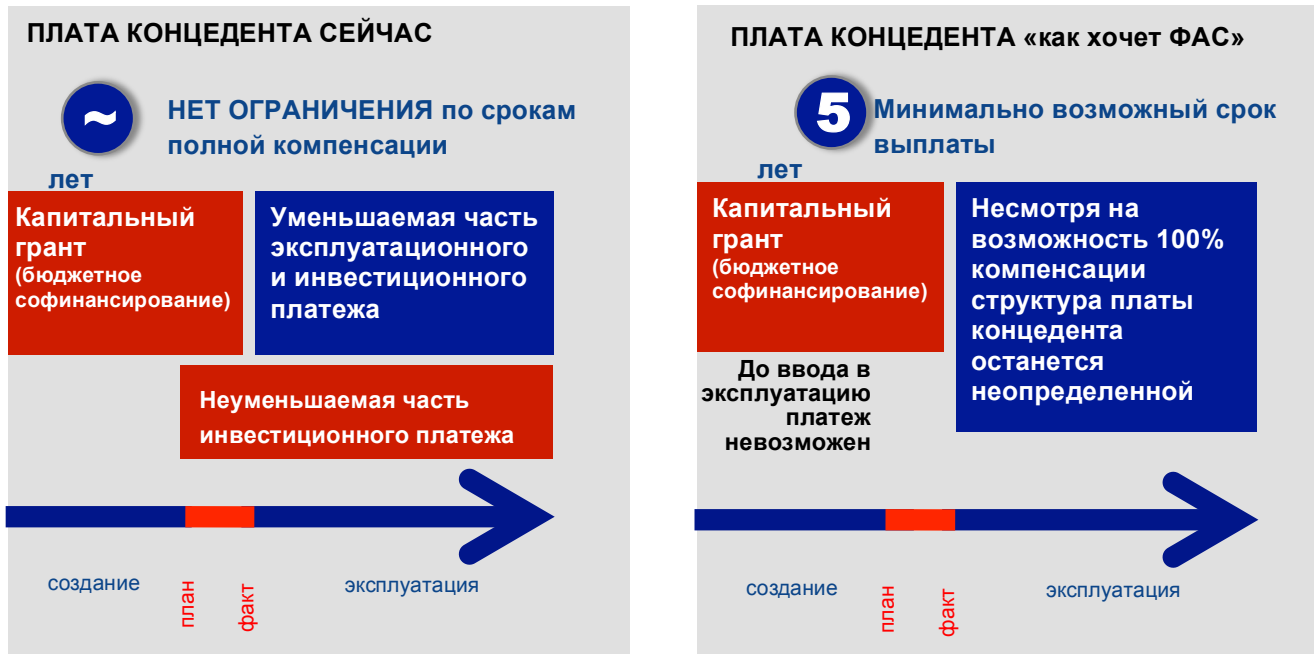 ПЛАТА КОНЦЕДЕНТА СЕЙЧАС
~
НЕТ ОГРАНИЧЕНИЯ по срокам
полной компенсации
лет
Капитальный
грант
(бюджетное
софинансирование)
Уменьшаемая часть
эксплуатационного
и инвестиционного
платежа
Неуменьшаемая часть
инвестиционного платежа
создание
план
факт
эксплуатация
ПЛАТА КОНЦЕДЕНТА «как хочет ФАС»
5
Минимально возможный срок
выплаты
лет
Капитальный
грант
(бюджетное
софинансирование)
Несмотря на
возможность 100%
компенсации
структура платы
концедента
останется
неопределенной
До ввода в
эксплуатацию
платеж
невозможен
создание
план
факт
эксплуатация